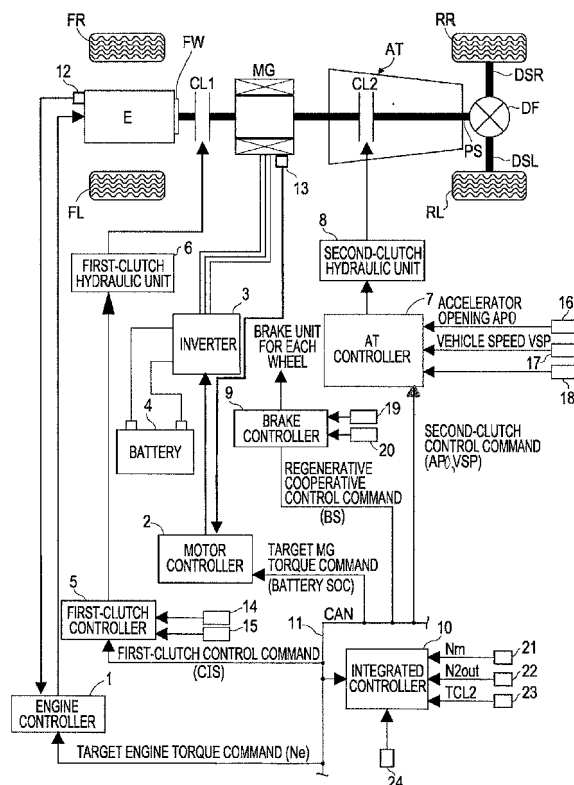 FR
RR
FW
AT
12
CL1
MG
CL2
DSR
E
DF
PS
13
DSL
FL
RL
8
6
SECOND-CLUTCH
HYDRAULIC UNIT
FIRST-CLUTCH
HYDRAULIC UNIT
3
7
ACCELERATOR
OPENING APO
16
BRAKE UNIT
FOR EACH
WHEEL
INVERTER
AT
CONTROLLER
VEHICLE SPEED VSP
17
18
4
9
19
BATTERY
BRAKE
CONTROLLER
20
SECOND-CLUTCH
CONTROL COMMAND
(APO,VSP)
REGENERATIVE
COOPERATIVE
CONTROL COMMAND
(BS)
2
MOTOR
CONTROLLER
TARGET MG
TORQUE COMMAND
(BATTERY SOC)
5
14
CAN
FIRST-CLUTCH
CONTROLLER
15
11
10
FIRST-CLUTCH CONTROL COMMAND
(CIS)
Nm
21
INTEGRATED
CONTROLLER
N2out
22
1
TCL2
23
ENGINE
CONTROLLER
TARGET ENGINE TORQUE COMMAND (Ne)
24